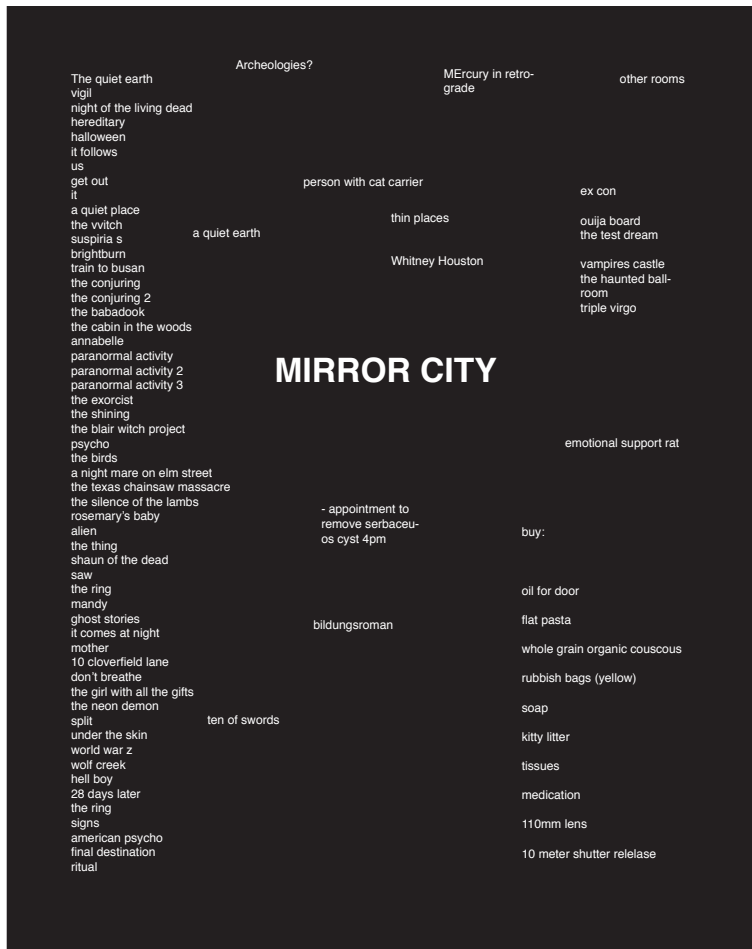 Archeologies?
MErcury in retro-
grade
other rooms
The quiet earth
vigil
night of the living dead
hereditary
halloween
it follows
us
get out
it
a quiet place
the vvitch
suspiria s
brightburn
train to busan
the conjuring
the conjuring 2
the babadook
the cabin in the woods
annabelle
paranormal activity
paranormal activity 2
paranormal activity 3
the exorcist
the shining
the blair witch project
psycho
the birds
a night mare on elm street
the texas chainsaw massacre
the silence of the lambs
rosemary's baby
alien
the thing
shaun of the dead
saw
the ring
mandy
ghost stories
it comes at night
mother
10 cloverfield lane
don't breathe
the girl with all the gifts
the neon demon
split
under the skin
world war z
wolf creek
hell boy
28 days later
the ring
signs
american psycho
final destination
ritual
a quiet earth
person with cat carrier
thin places
Whitney Houston
ex con
ouija board
the test dream
vampires castle
the haunted ball-
room
triple virgo
MIRROR CITY
emotional support rat
- appointment to
remove serbaceu-
os cyst 4pm
bildungsroman
ten of swords
buy:
oil for door
flat pasta
whole grain organic couscous
rubbish bags (yellow)
soap
kitty litter
tissues
medication
110mm lens
10 meter shutter relelase